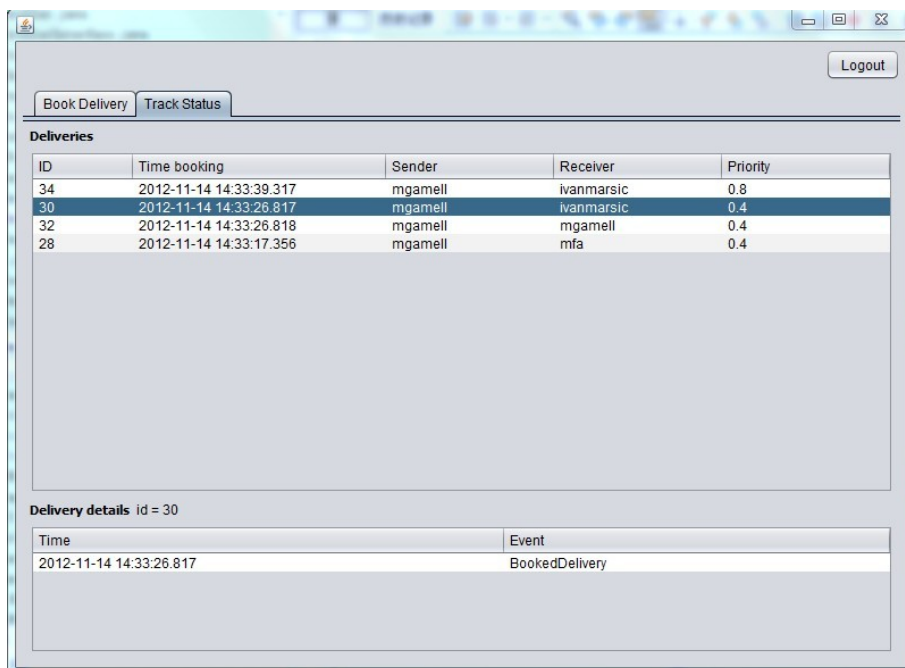 Logout
Book Delivery Track Status
Deliveries
ID Time booking Sender Receiver Priority
34 2012-11-14 14:33:39.317 mgamell ivanmarsic 0.8
30 2012-11-14 14:33:26.817 mgamell ivanmarsic 0.4
32 2012-11-14 14:33:26.818 mgamell mgamell 0.4
28 2012-11-14 14:33:17.356 mgamell mfa 0.4
Delivery details id = 30
Time Event
2012-11-14 14:33:26.817 BookedDelivery